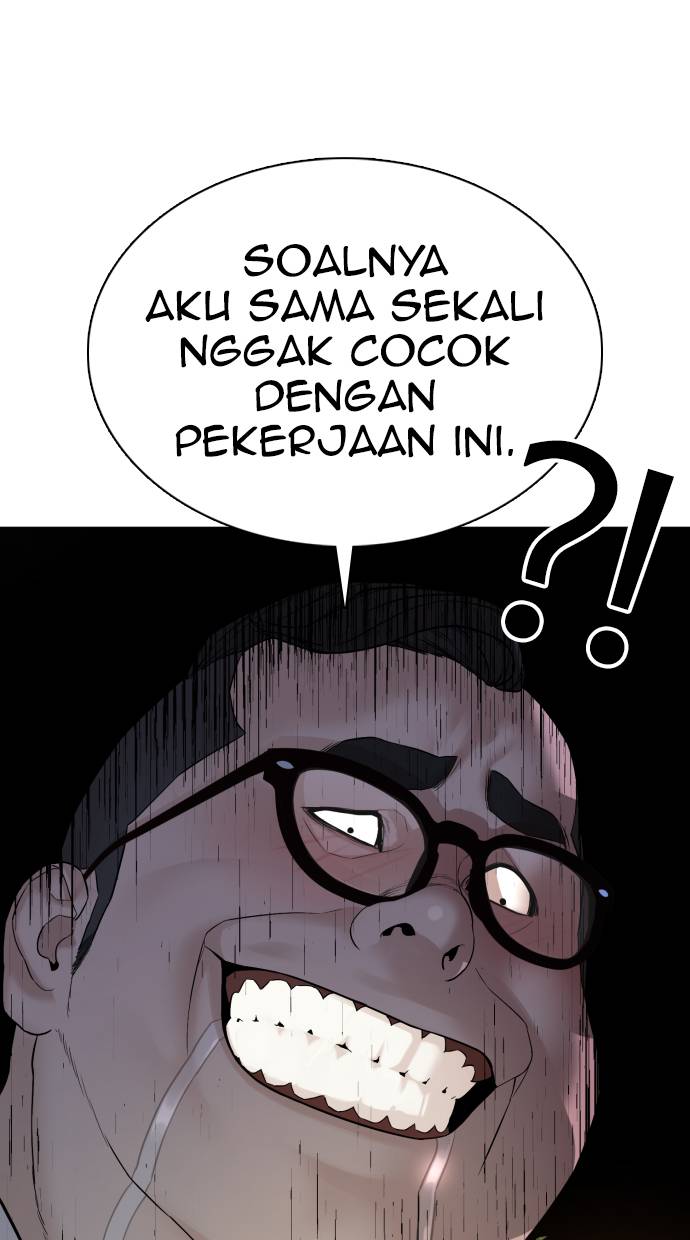 SOALNYA
AKU SAMA SEKALI
NGGAK COCOK
DENGAN
PEKERJAAN INI.
?!